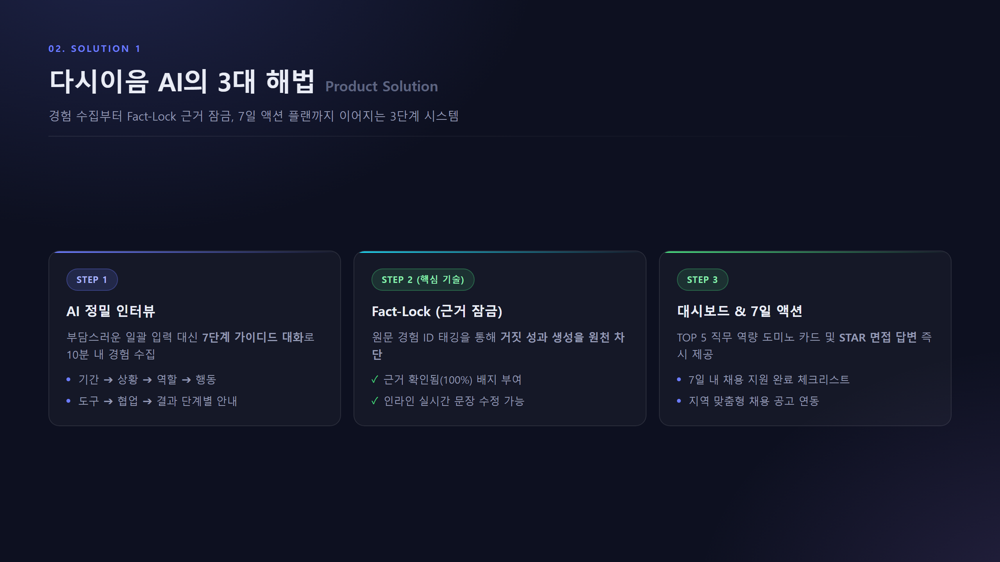 02. SOLUTION 1
다시이음 AI의 3대 해법 Product Solution
경험 수집부터 Fact-Lock 근거 잠금, 7일 액션 플랜까지 이어지는 3단계 시스템
STEP 1
AI 정밀 인터뷰
부담스러운 일괄 입력 대신 7단계 가이디드 대화로
10분 내 경험 수집
• 기간 → 상황 → 역할 → 행동
• 도구 → 협업 → 결과 단계별 안내
STEP 2 (핵심 기술)
Fact-Lock (근거 잠금)
원문 경험 ID 태깅을 통해 거짓 성과 생성을 원천 차
단
✓ 근거 확인됨(100%) 배지 부여
✓ 인라인 실시간 문장 수정 가능
STEP 3
대시보드 & 7일 액션
TOP 5 직무 역량 도미노 카드 및 STAR 면접 답변 즉
시 제공
• 7일 내 채용 지원 완료 체크리스트
• 지역 맞춤형 채용 공고 연동